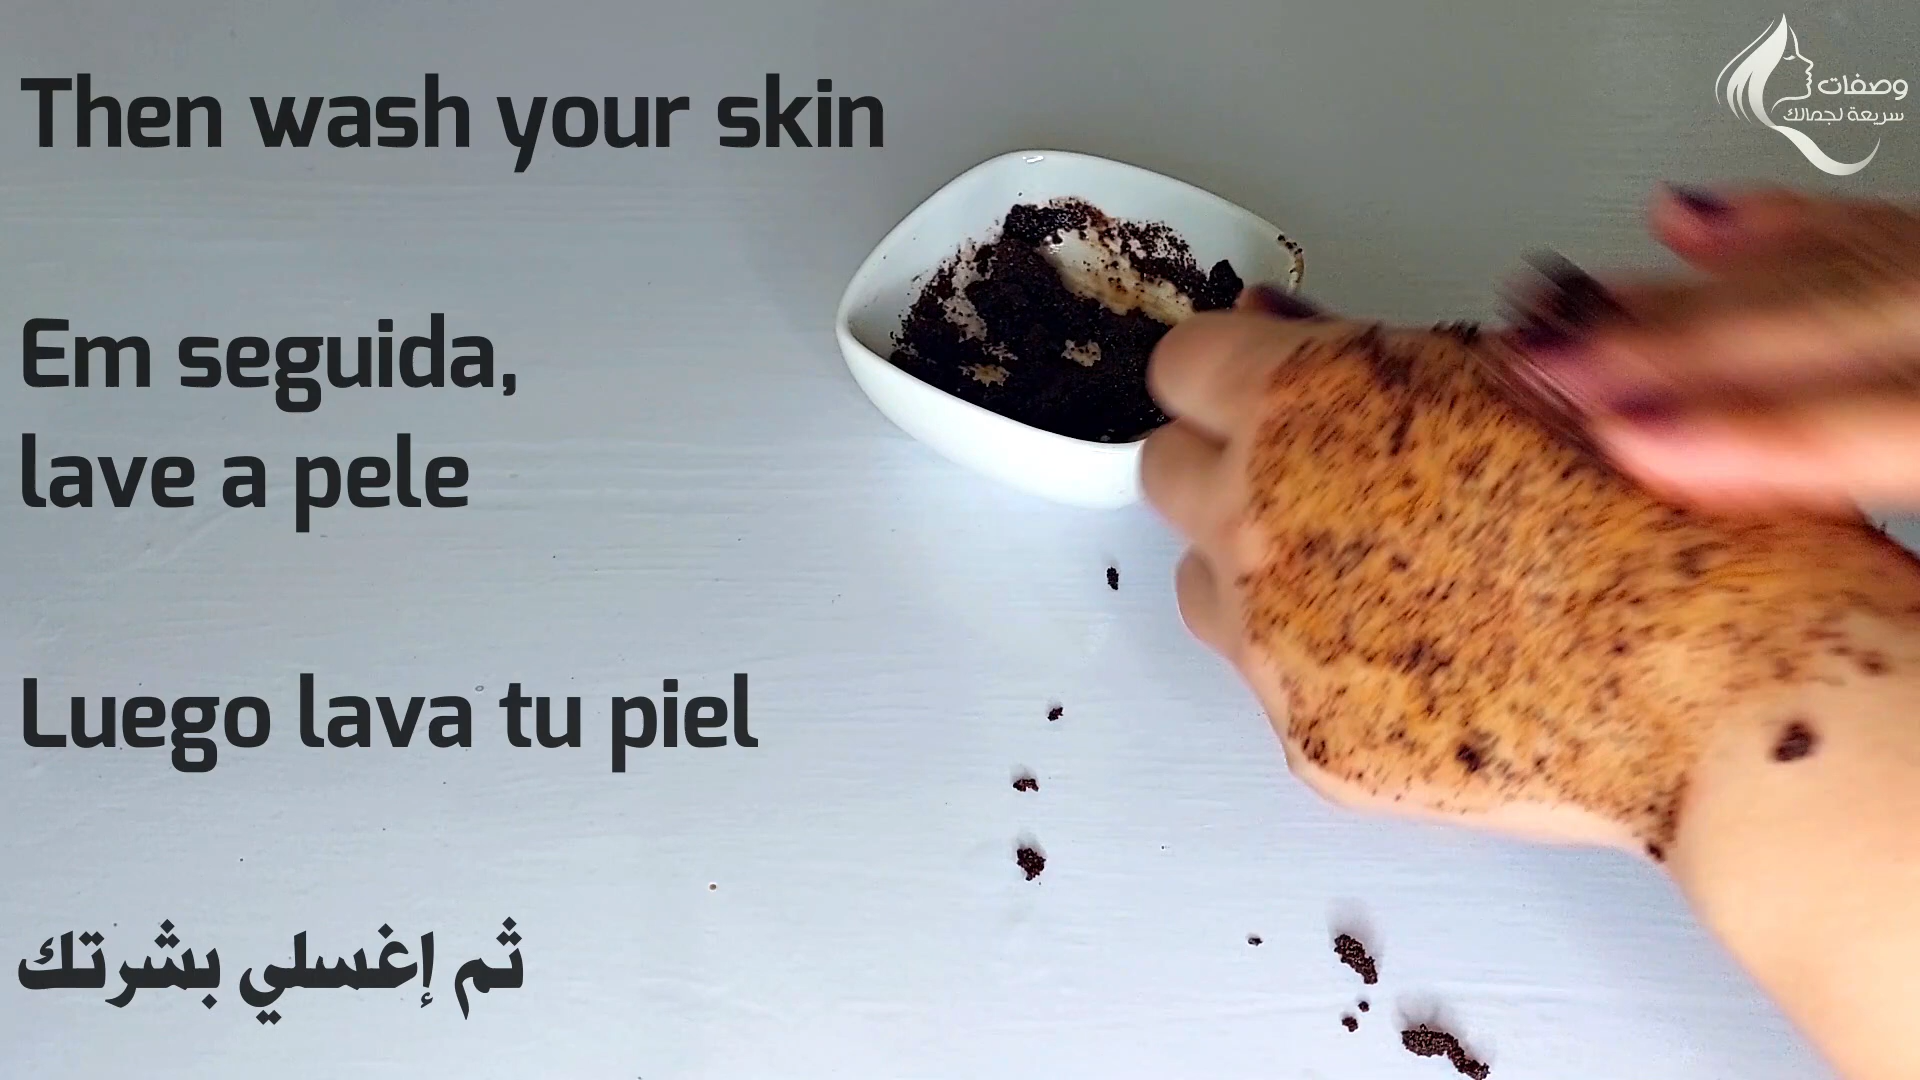 Then wash your skin
وصفات
سريعة لجمالك
Em seguida,
lave a pele
Luego lava tu piel
ثم إغسلي بشرتك